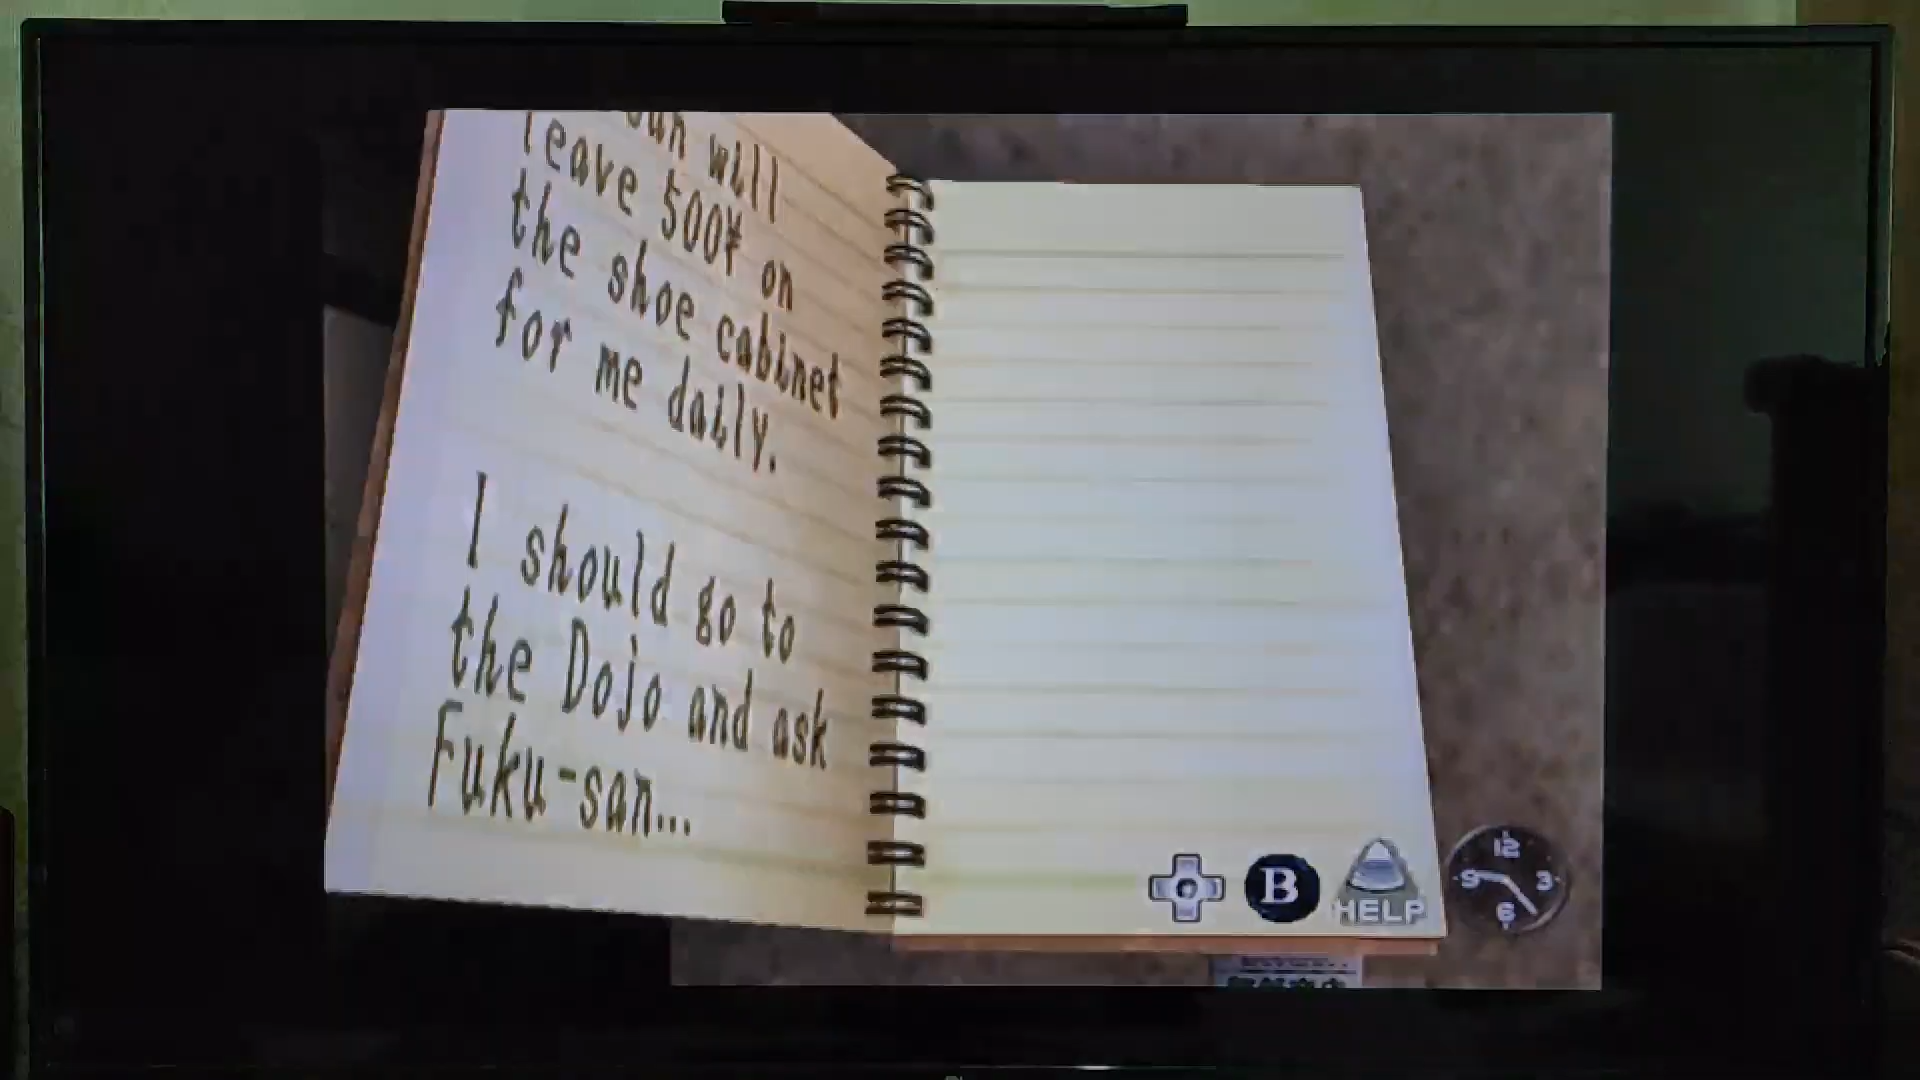 will
leave 500¥ on
the shoe cabinet
for me daily.
I should go to
the Dojo and ask
Fuku-san...
B
HELP
12
9 3
6